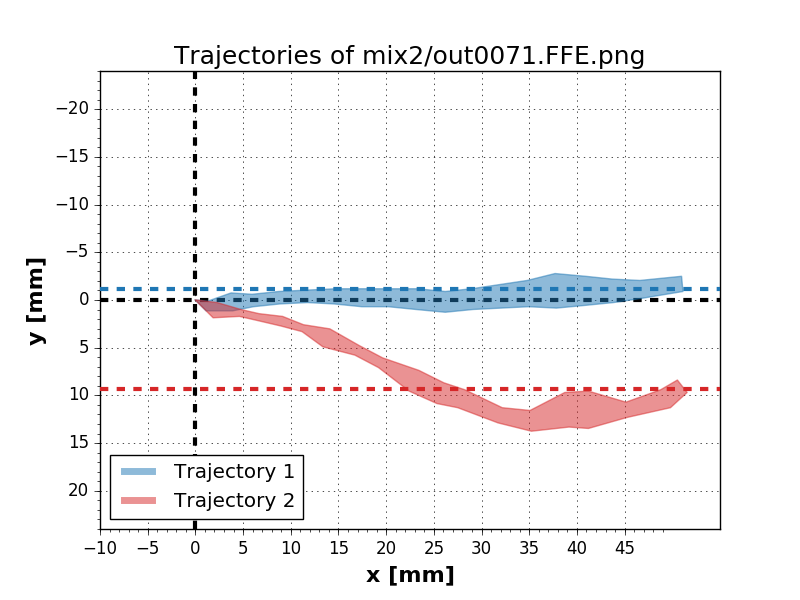 Trajectories of mix2/out0071.FFE.png
y [mm]
−20
−15
−10
−5
0
5
10
15
20
Trajectory 1
Trajectory 2
−10 −5 0 5 10 15 20 25 30 35 40 45
x [mm]